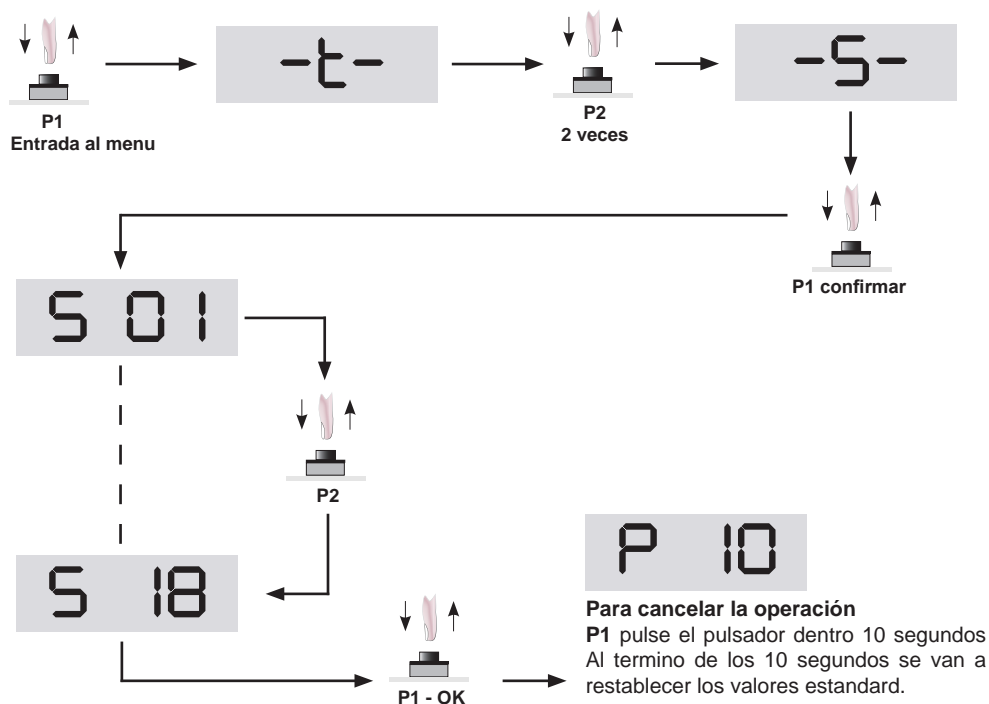 P1
Entrada al menu
-t-
P2
2 veces
-S-
P1 confirmar
S 01
P2
S 18
P1 - OK
P 10
Para cancelar la operación
P1 pulse el pulsador dentro 10 segundos
Al termino de los 10 segundos se van a
restablecer los valores estandard.